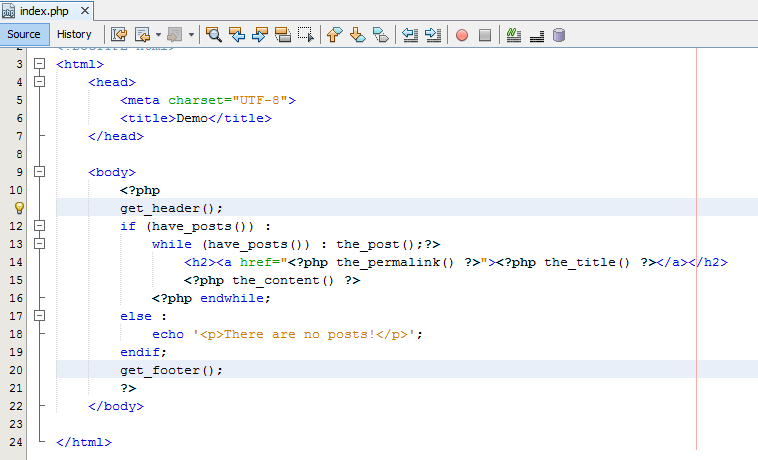 index.php
Source History
2 <!DOCTYPE html>
3 <html>
4 <head>
5 <meta charset="UTF-8">
6 <title>Demo</title>
7 </head>
8
9 <body>
10 <?php
get_header();
12 if (have_posts()) :
13 while (have_posts()) : the_post();?>
14 <h2><a href="<?php the_permalink() ?>"><?php the_title() ?></a></h2>
15 <?php the_content() ?>
16 <?php endwhile;
17 else :
18 echo '<p>There are no posts!</p>';
19 endif;
20 get_footer();
21 ?>
22 </body>
23
24 </html>